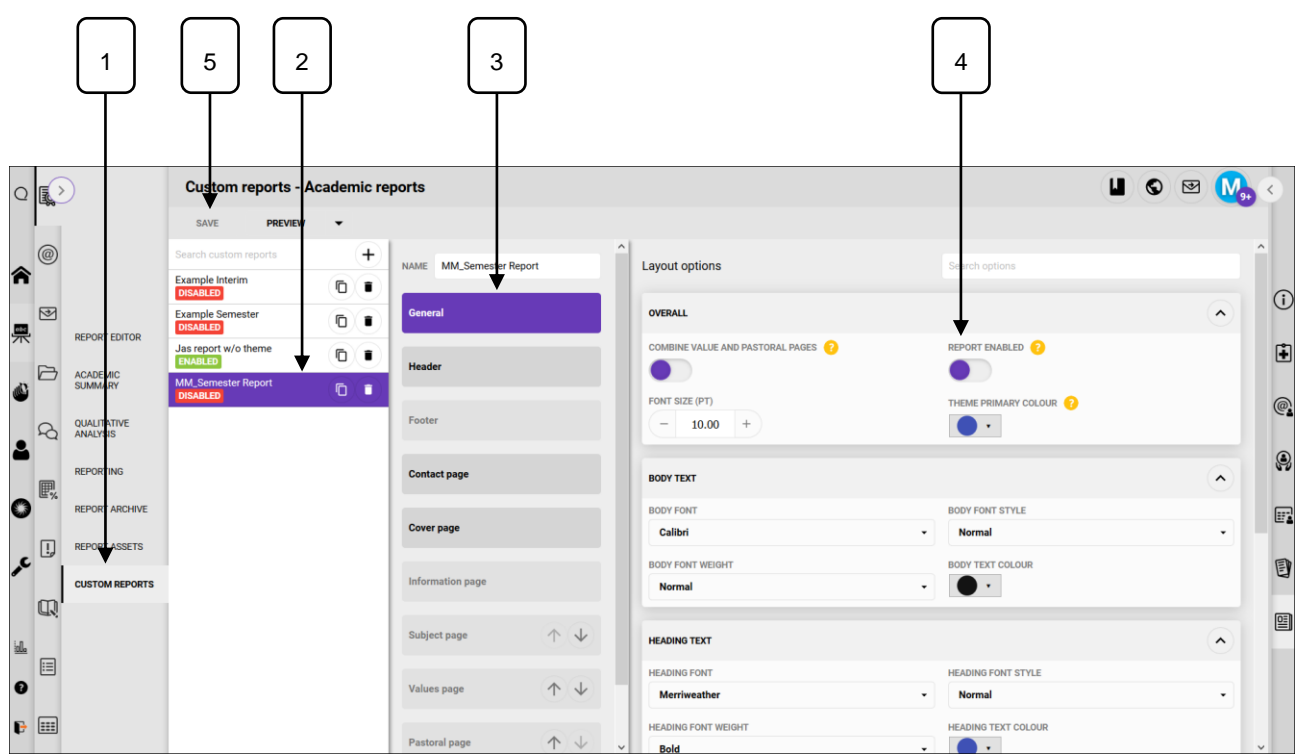 1
5
2
3
4
Custom reports - Academic reports
M
9+
SAVE
PREVIEW
REPORT EDITOR
ACADEMIC
SUMMARY
QUALITATIVE
ANALYSIS
REPORTING
REPORT ARCHIVE
REPORT ASSETS
CUSTOM REPORTS
Search custom reports
Example Interim
DISABLED
Example Semester
DISABLED
Jas report w/o theme
ENABLED
MM_Semester Report
DISABLED
NAME MM_Semester Report
General
Header
Footer
Contact page
Cover page
Information page
Subject page
Values page
Pastoral page
Layout options
Search options
OVERALL
COMBINE VALUE AND PASTORAL PAGES ?
REPORT ENABLED ?
FONT SIZE (PT)
− 10.00 +
THEME PRIMARY COLOUR ?
BODY TEXT
BODY FONT
Calibri
BODY FONT STYLE
Normal
BODY FONT WEIGHT
Normal
BODY TEXT COLOUR
HEADING TEXT
HEADING FONT
Merriweather
HEADING FONT STYLE
Normal
HEADING FONT WEIGHT
Bold
HEADING TEXT COLOUR